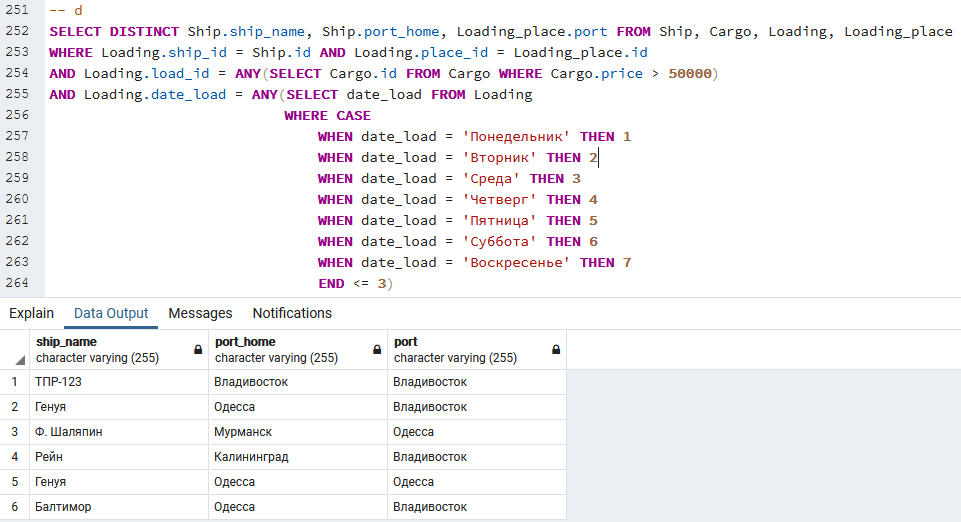 251 -- d
252 SELECT DISTINCT Ship.ship_name, Ship.port_home, Loading_place.port FROM Ship, Cargo, Loading, Loading_place
253 WHERE Loading.ship_id = Ship.id AND Loading.place_id = Loading_place.id
254 AND Loading.load_id = ANY(SELECT Cargo.id FROM Cargo WHERE Cargo.price > 50000)
255 AND Loading.date_load = ANY(SELECT date_load FROM Loading
256 WHERE CASE
257 WHEN date_load = 'Понедельник' THEN 1
258 WHEN date_load = 'Вторник' THEN 2
259 WHEN date_load = 'Среда' THEN 3
260 WHEN date_load = 'Четверг' THEN 4
261 WHEN date_load = 'Пятница' THEN 5
262 WHEN date_load = 'Суббота' THEN 6
263 WHEN date_load = 'Воскресенье' THEN 7
264 END <= 3)
Explain Data Output Messages Notifications
ship_name port_home port
character varying (255) character varying (255) character varying (255)
1 ТПР-123 Владивосток Владивосток
2 Генуя Одесса Владивосток
3 Ф. Шаляпин Мурманск Одесса
4 Рейн Калининград Владивосток
5 Генуя Одесса Одесса
6 Балтимор Одесса Владивосток